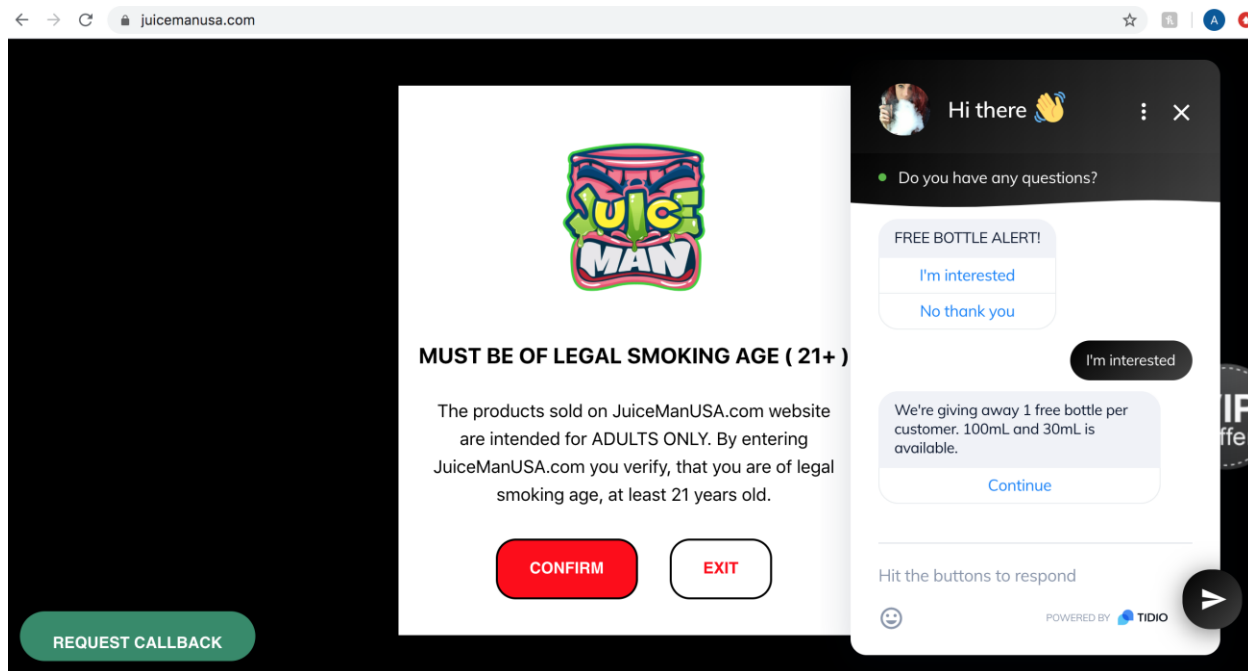 juicemanusa.com
A
JUICE
MAN
MUST BE OF LEGAL SMOKING AGE ( 21+ )
The products sold on JuiceManUSA.com website
are intended for ADULTS ONLY. By entering
JuiceManUSA.com you verify, that you are of legal
smoking age, at least 21 years old.
CONFIRM
EXIT
REQUEST CALLBACK
Hi there
Do you have any questions?
FREE BOTTLE ALERT!
I'm interested
No thank you
I'm interested
We're giving away 1 free bottle per
customer. 100mL and 30mL is
available.
Continue
Hit the buttons to respond
POWERED BY TIDIO